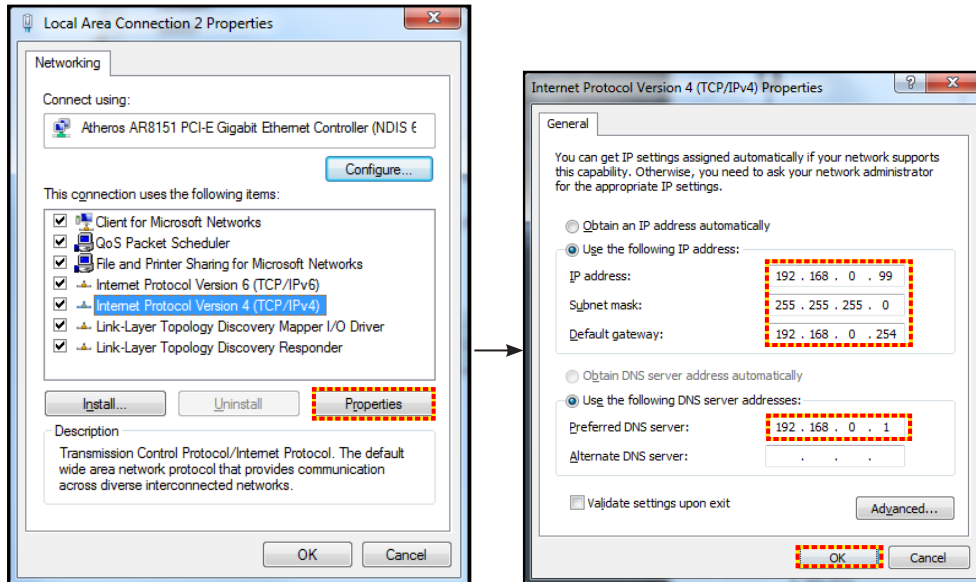 Local Area Connection 2 Properties
Networking
Connect using:
Atheros AR8151 PCI-E Gigabit Ethernet Controller (NDIS 6
Configure...
This connection uses the following items:
Client for Microsoft Networks
QoS Packet Scheduler
File and Printer Sharing for Microsoft Networks
Internet Protocol Version 6 (TCP/IPv6)
Internet Protocol Version 4 (TCP/IPv4)
Link-Layer Topology Discovery Mapper I/O Driver
Link-Layer Topology Discovery Responder
Install...
Uninstall
Properties
Description
Transmission Control Protocol/Internet Protocol. The default
wide area network protocol that provides communication
across diverse interconnected networks.
OK
Cancel
Internet Protocol Version 4 (TCP/IPv4) Properties
General
You can get IP settings assigned automatically if your network supports
this capability. Otherwise, you need to ask your network administrator
for the appropriate IP settings.
Obtain an IP address automatically
Use the following IP address:
IP address: 192 . 168 . 0 . 99
Subnet mask: 255 . 255 . 255 . 0
Default gateway: 192 . 168 . 0 . 254
Obtain DNS server address automatically
Use the following DNS server addresses:
Preferred DNS server: 192 . 168 . 0 . 1
Alternate DNS server: . . .
Validate settings upon exit
Advanced...
OK
Cancel